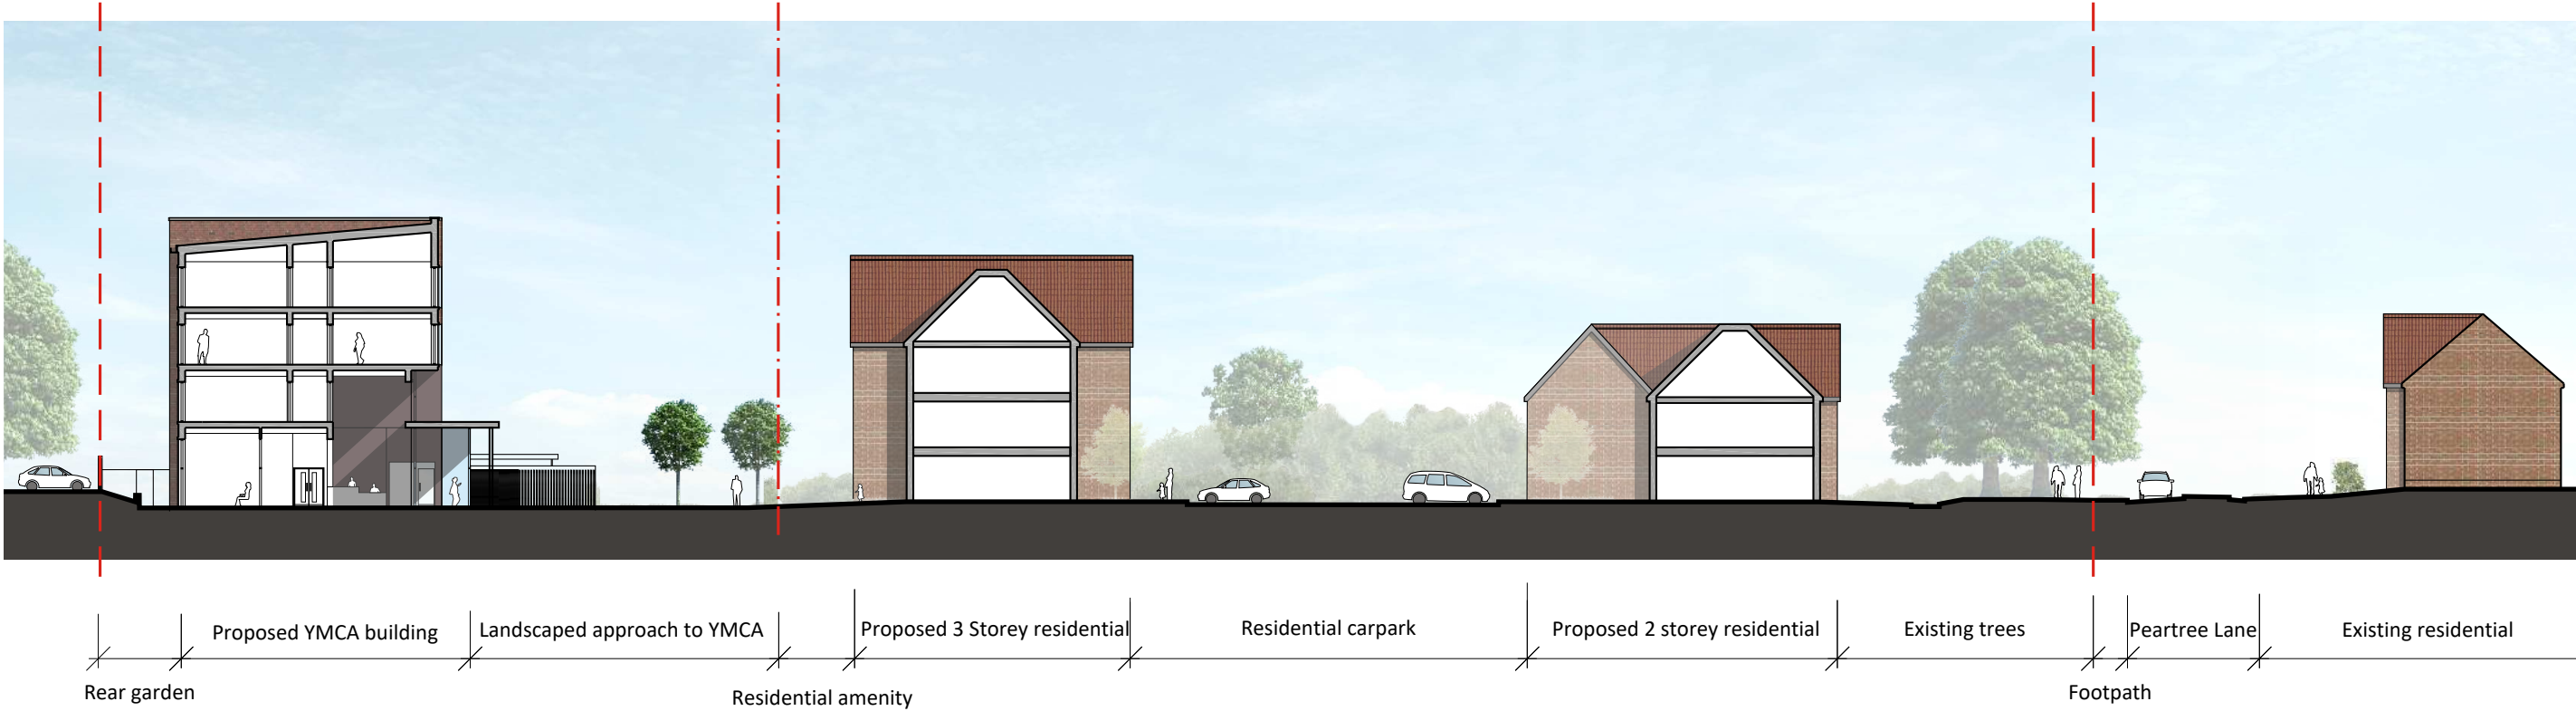 Proposed YMCA building
Landscaped approach to YMCA
Proposed 3 Storey residential
Residential carpark
Proposed 2 storey residential
Existing trees
Peartree Lane
Existing residential
Rear garden
Residential amenity
Footpath